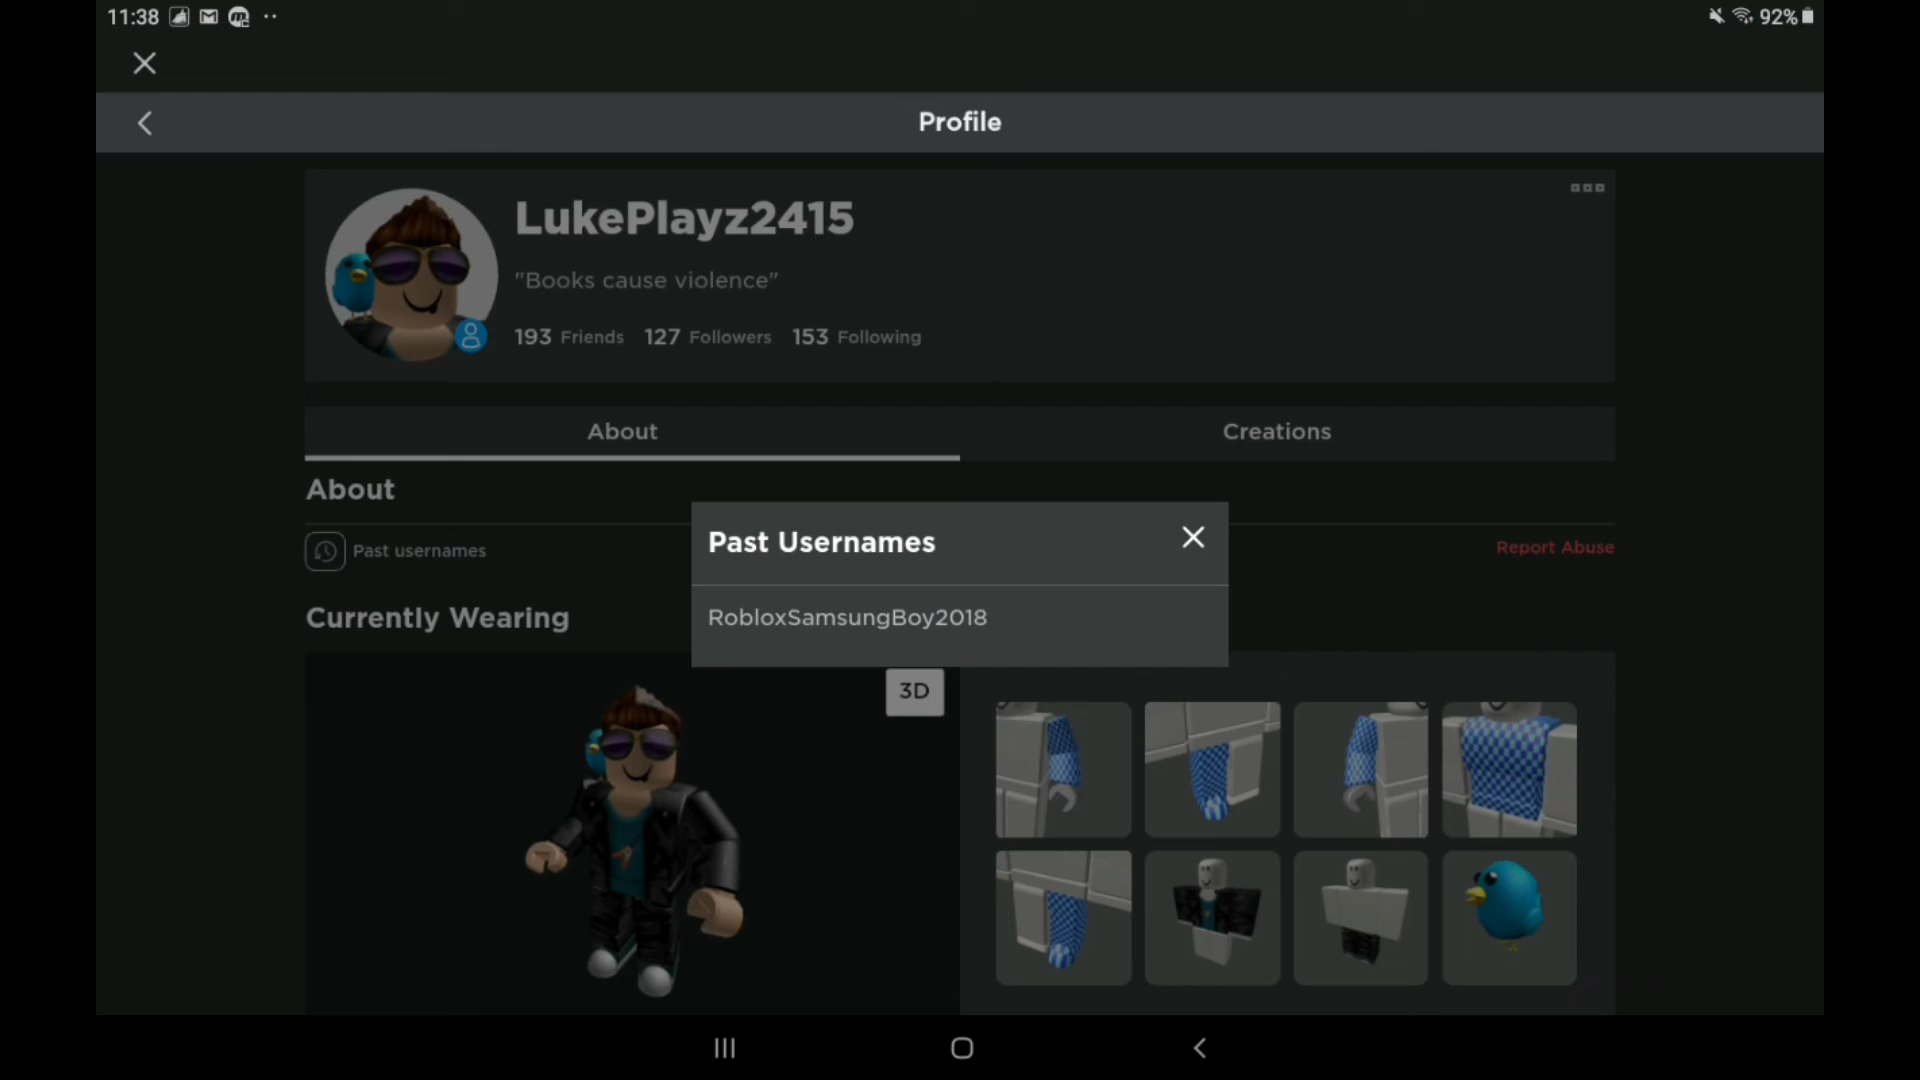 11:38
92%
Profile
LukePlayz2415
"Books cause violence"
193 Friends 127 Followers 153 Following
About
Creations
About
Past usernames
Report Abuse
Past Usernames
RobloxSamsungBoy2018
Currently Wearing
3D